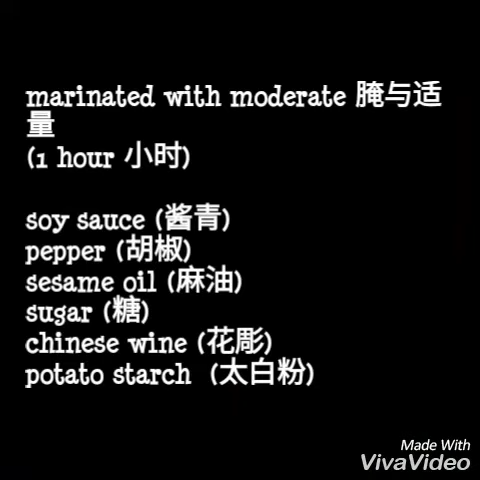 marinated with moderate 腌与适
量
(1 hour 小时)
soy sauce (酱青)
pepper (胡椒)
sesame oil (麻油)
sugar (糖)
chinese wine (花彫)
potato starch (太白粉)
Made With
VivaVideo